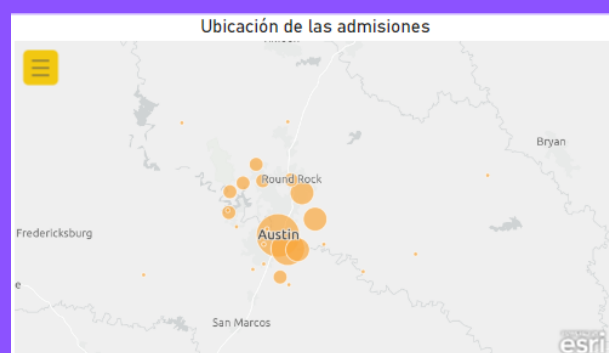 Ubicación de las admisiones
Bryan
Round Rock
Fredericksburg
Austin
e
San Marcos
esri